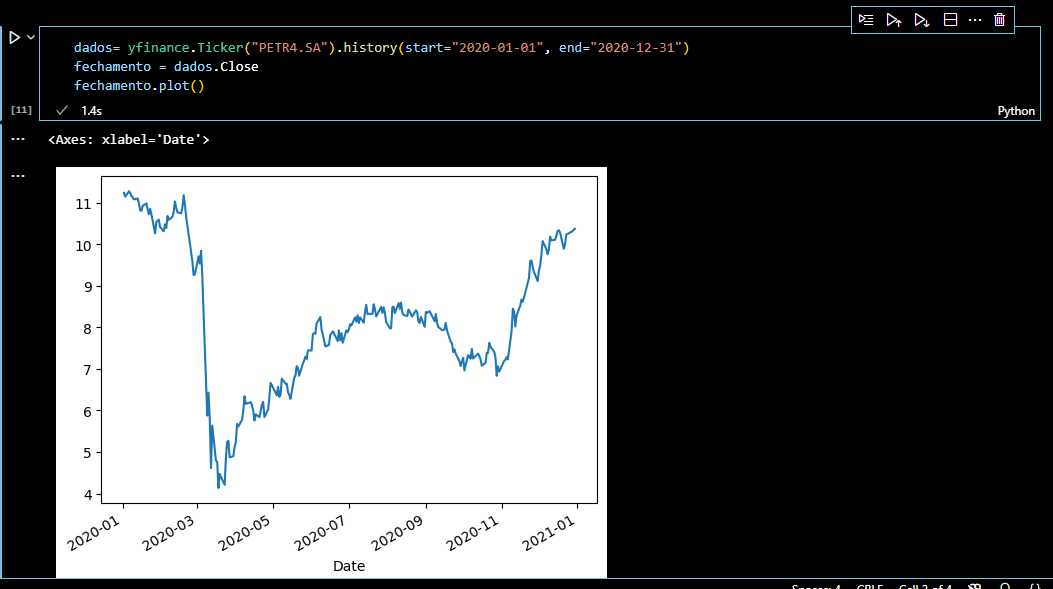 dados= yfinance.Ticker("PETR4.SA").history(start="2020-01-01", end="2020-12-31")
fechamento = dados.Close
fechamento.plot()
[11]
1.4s
Python
<Axes: xlabel='Date'>
11
10
9
8
7
6
5
4
2020-01
2020-03
2020-05
2020-07
2020-09
2020-11
2021-01
Date
Spaces: 4 CRLF Cell 2 of 4